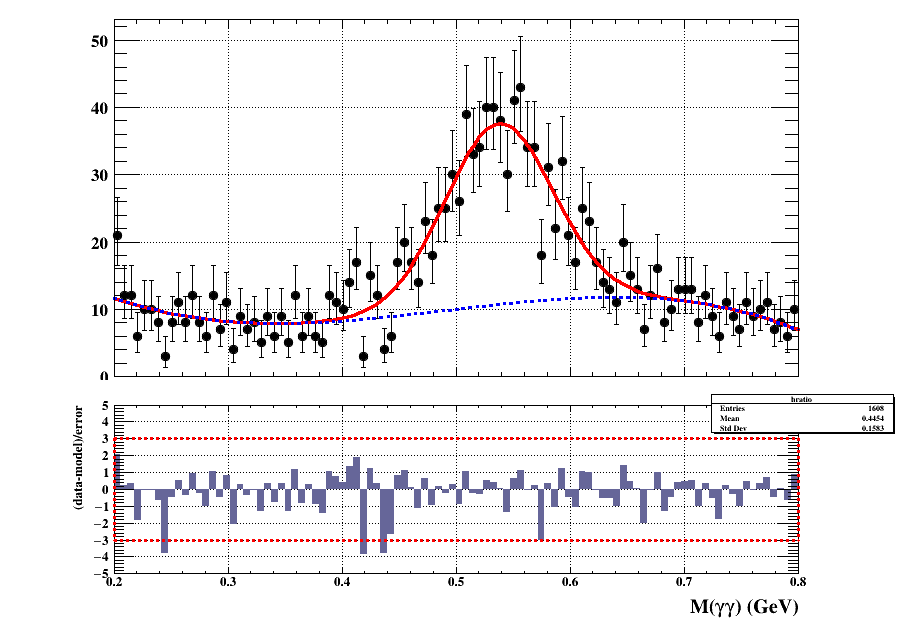 50
40
30
20
10
0
hratio
Entries 1608
Mean 0.4454
Std Dev 0.1583
(data-model)/error
5
4
3
2
1
0
−1
−2
−3
−4
−5
0.2 0.3 0.4 0.5 0.6 0.7 0.8
M(γγ) (GeV)